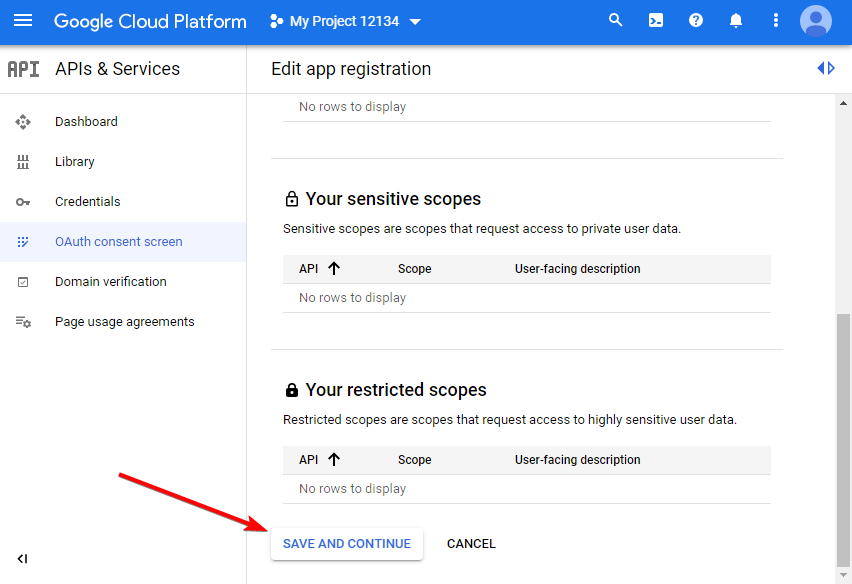 Google Cloud Platform My Project 12134
API APIs & Services
Edit app registration
Dashboard
Library
Credentials
OAuth consent screen
Domain verification
Page usage agreements
No rows to display
Your sensitive scopes
Sensitive scopes are scopes that request access to private user data.
API Scope User-facing description
No rows to display
Your restricted scopes
Restricted scopes are scopes that request access to highly sensitive user data.
API Scope User-facing description
No rows to display
SAVE AND CONTINUE CANCEL